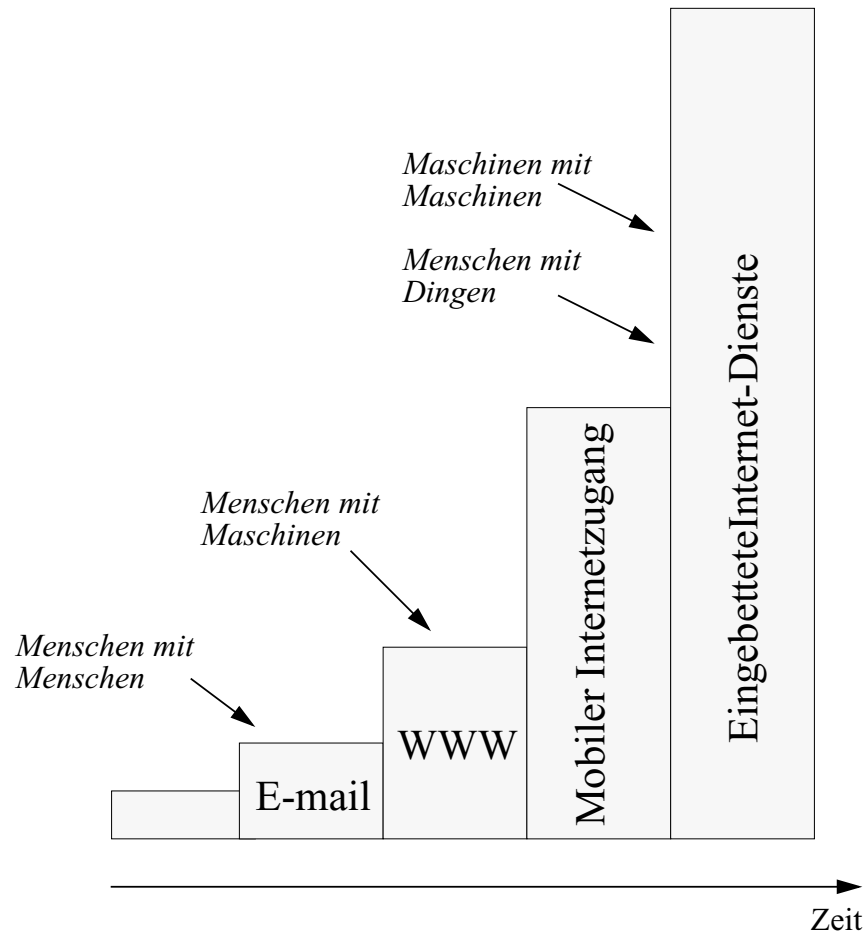 Maschinen mit
Maschinen
Menschen mit
Dingen
Menschen mit
Maschinen
Menschen mit
Menschen
E-mail
WWW
Mobiler Internetzugang
EingebetteteInternet-Dienste
Zeit